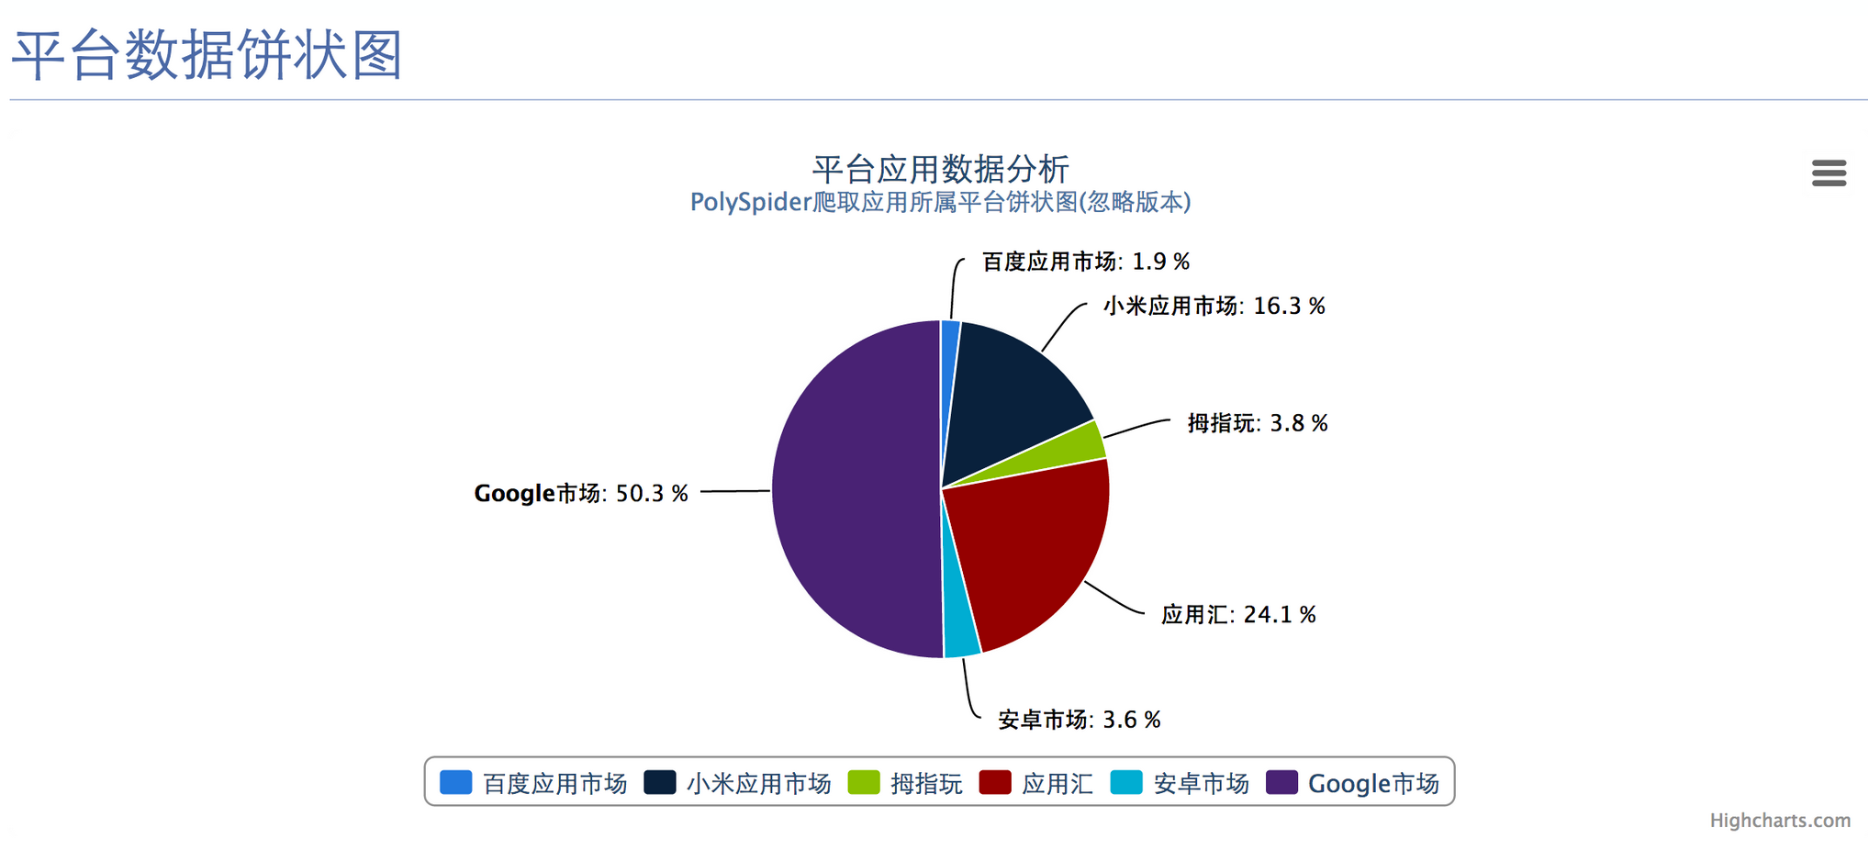 平台数据饼状图
平台应用数据分析
PolySpider爬取应用所属平台饼状图(忽略版本)
百度应用市场: 1.9 %
小米应用市场: 16.3 %
拇指玩: 3.8 %
Google市场: 50.3 %
应用汇: 24.1 %
安卓市场: 3.6 %
百度应用市场 小米应用市场 拇指玩 应用汇 安卓市场 Google市场
Highcharts.com